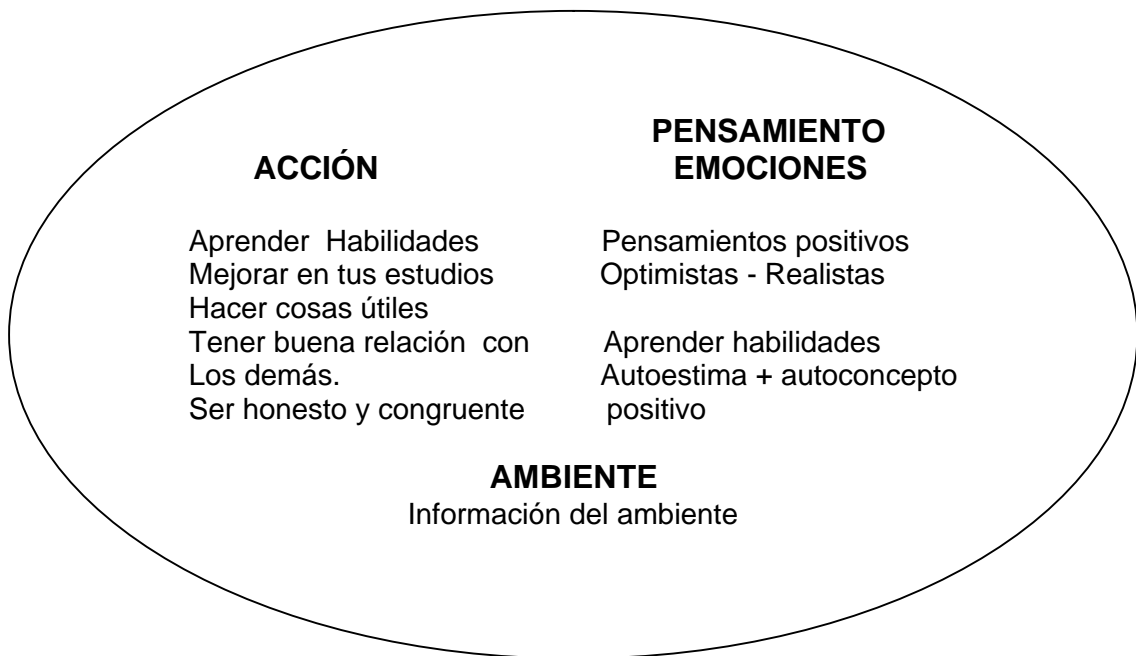 ACCIÓN
Aprender Habilidades
Mejorar en tus estudios
Hacer cosas útiles
Tener buena relación con
Los demás.
Ser honesto y congruente
PENSAMIENTO
EMOCIONES
Pensamientos positivos
Optimistas - Realistas
Aprender habilidades
Autoestima + autoconcepto
positivo
AMBIENTE
Información del ambiente